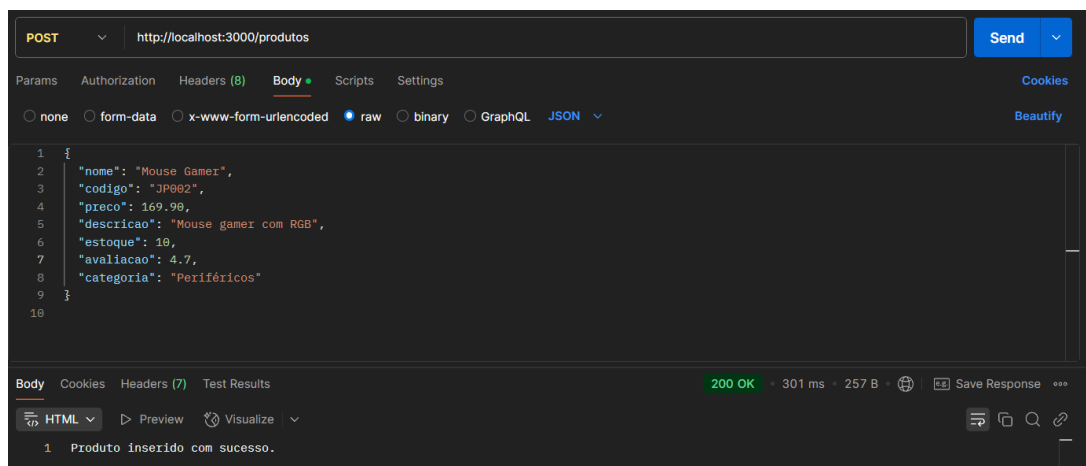 POST http://localhost:3000/produtos Send
Params Authorization Headers (8) Body Scripts Settings Cookies
none form-data x-www-form-urlencoded raw binary GraphQL JSON Beautify
1 {
2 "nome": "Mouse Gamer",
3 "codigo": "JP002",
4 "preco": 169.90,
5 "descricao": "Mouse gamer com RGB",
6 "estoque": 10,
7 "avaliacao": 4.7,
8 "categoria": "Periféricos"
9 }
10
Body Cookies Headers (7) Test Results 200 OK 301 ms 257 B e.g. Save Response
HTML Preview Visualize
1 Produto inserido com sucesso.